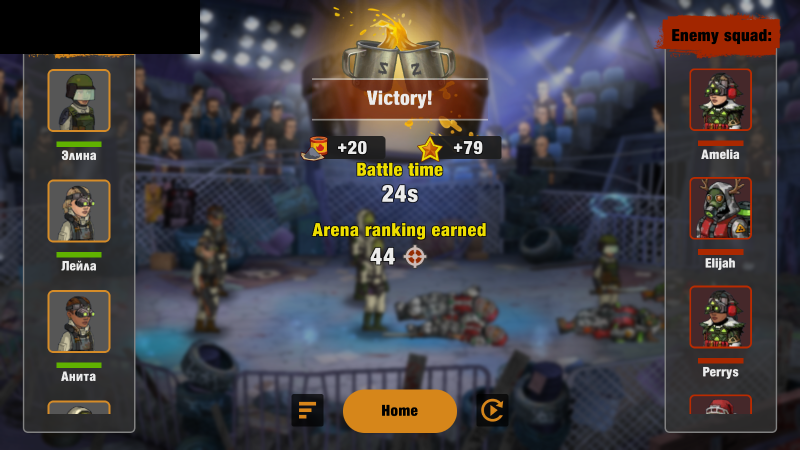 Enemy squad:
Victory!
+20
+79
Battle time
24s
Arena ranking earned
44
Элина
Лейла
Анита
Amelia
Elijah
Perrys
Home